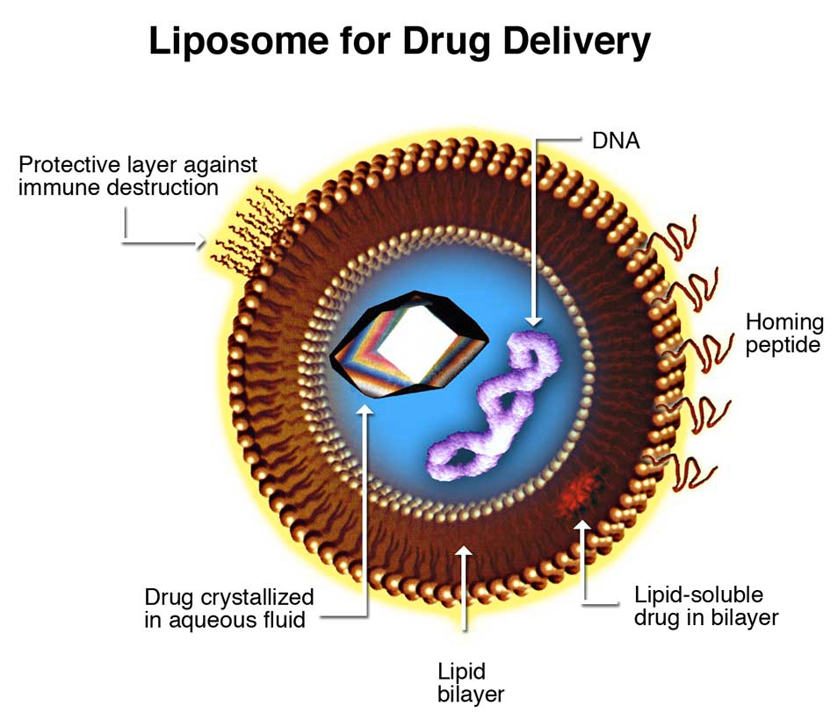 Liposome for Drug Delivery
Protective layer against
immune destruction
DNA
Homing
peptide
Drug crystallized
in aqueous fluid
Lipid
bilayer
Lipid-soluble
drug in bilayer